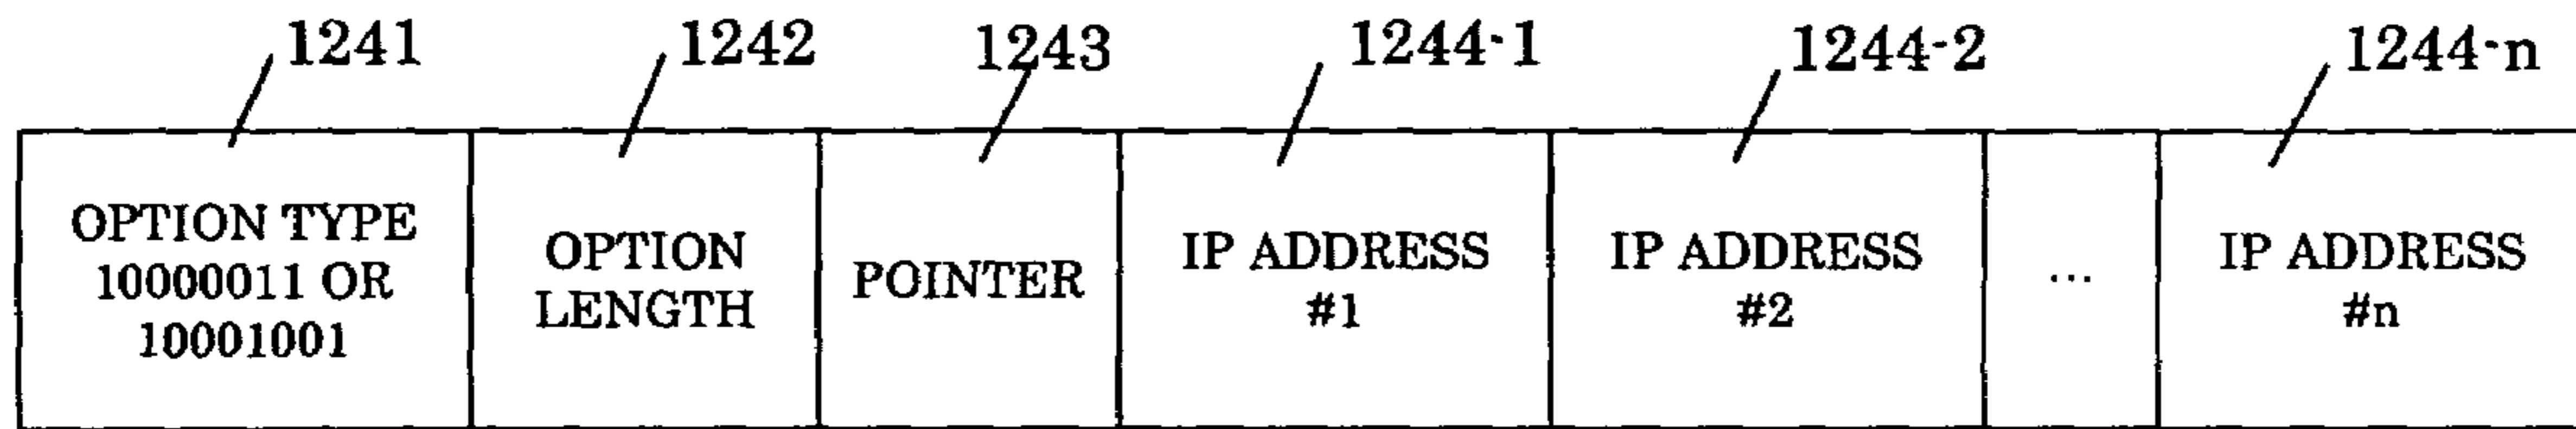 1241
1242
1243
1244-1
1244-2
1244-n
OPTION TYPE
10000011 OR
10001001
OPTION
LENGTH
POINTER
IP ADDRESS
#1
IP ADDRESS
#2
...
IP ADDRESS
#n